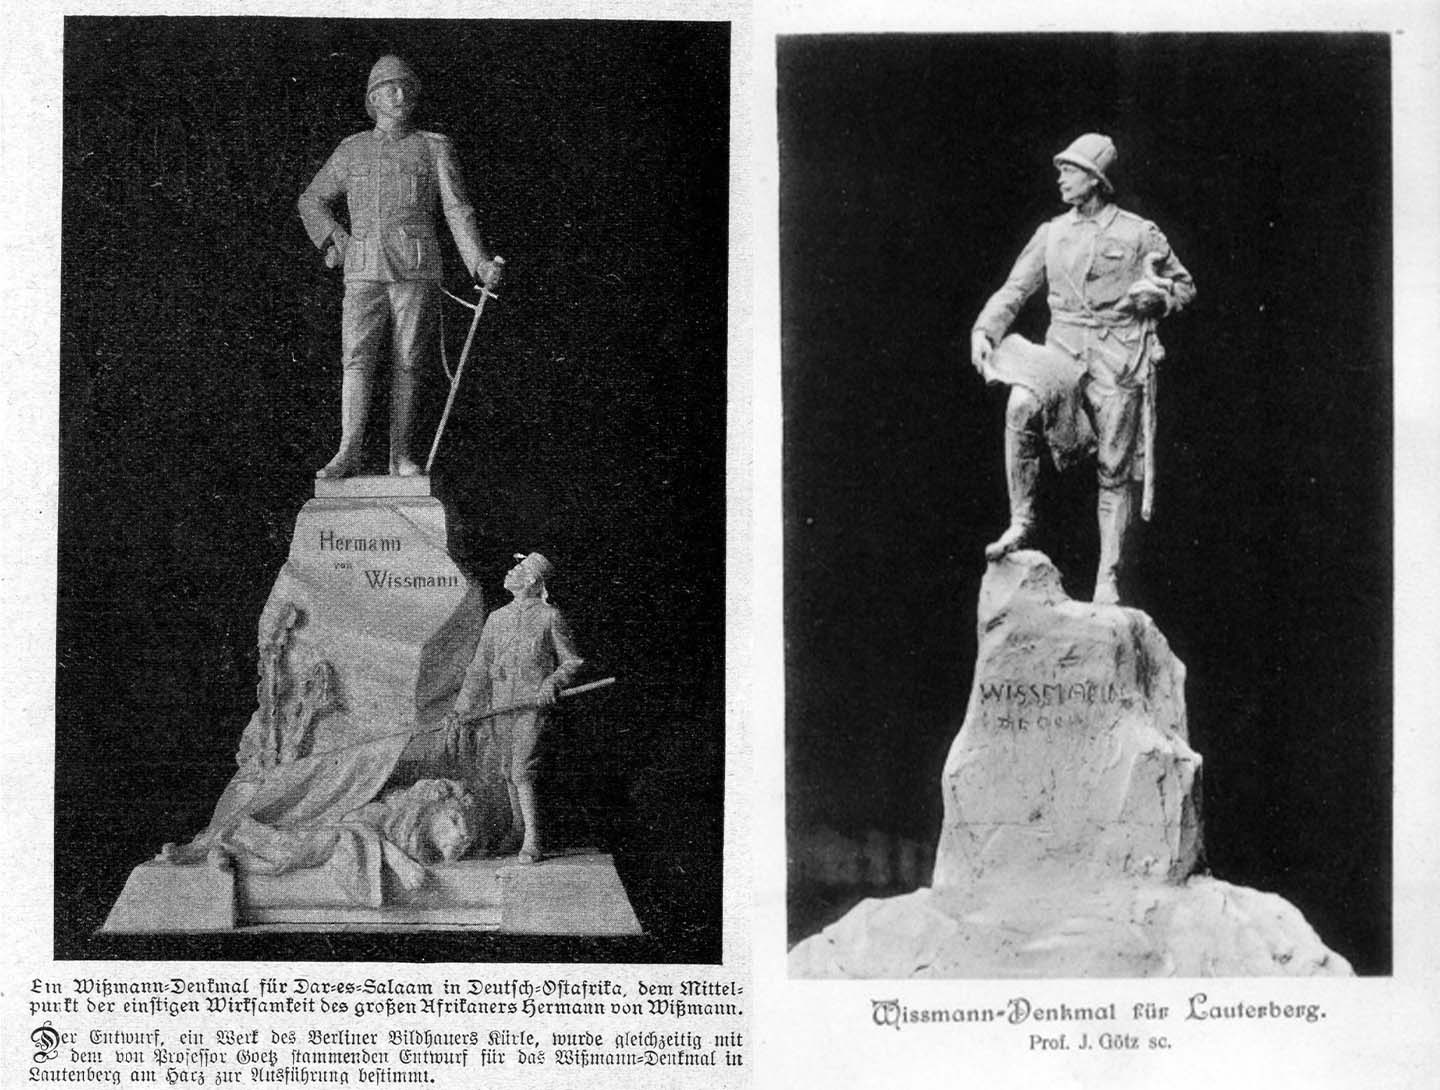 Hermann
von
Wissmann
Ein Wißmann-Denkmal für Dar-es-Salaam in Deutsch-Ostafrika, dem Mittel-
punkt der einstigen Wirksamkeit des großen Afrikaners Hermann von Wißmann.
Der Entwurf, ein Werk des Berliner Bildhauers Kürle, wurde gleichzeitig mit
dem von Professor Goetz stammenden Entwurf für das Wißmann-Denkmal in
Lautenberg am Harz zur Ausführung bestimmt.
Wissmann-Denkmal für Lauterberg.
Prof. J. Götz sc.